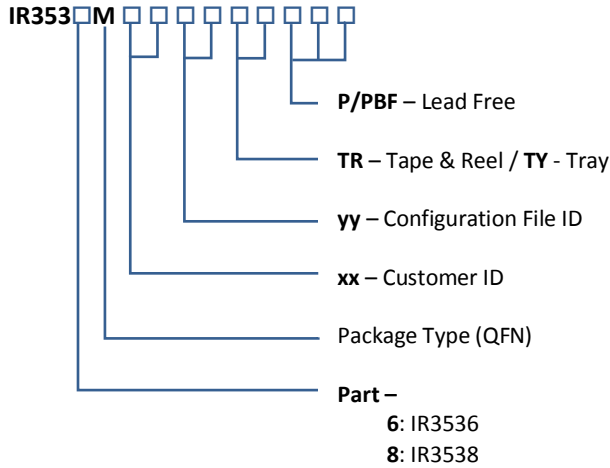 IR353□M□□□□□□□□□
P/PBF – Lead Free
TR – Tape & Reel / TY - Tray
yy – Configuration File ID
xx – Customer ID
Package Type (QFN)
Part –
6: IR3536
8: IR3538